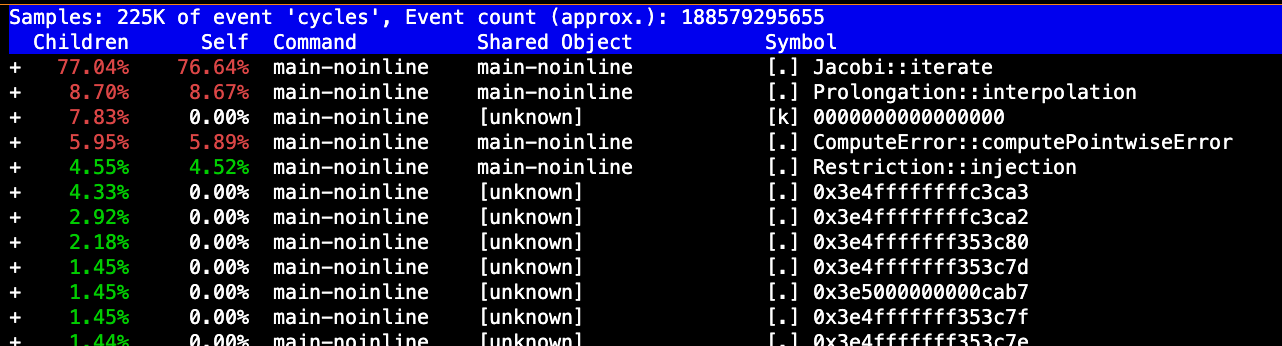 Samples: 225K of event 'cycles', Event count (approx.): 188579295655
Children Self Command Shared Object Symbol
+ 77.04% 76.64% main-noinline main-noinline [.] Jacobi::iterate
+ 8.70% 8.67% main-noinline main-noinline [.] Prolongation::interpolation
+ 7.83% 0.00% main-noinline [unknown] [k] 0000000000000000
+ 5.95% 5.89% main-noinline main-noinline [.] ComputeError::computePointwiseError
+ 4.55% 4.52% main-noinline main-noinline [.] Restriction::injection
+ 4.33% 0.00% main-noinline [unknown] [.] 0x3e4ffffffffc3ca3
+ 2.92% 0.00% main-noinline [unknown] [.] 0x3e4ffffffffc3ca2
+ 2.18% 0.00% main-noinline [unknown] [.] 0x3e4fffffff353c80
+ 1.45% 0.00% main-noinline [unknown] [.] 0x3e4fffffff353c7d
+ 1.45% 0.00% main-noinline [unknown] [.] 0x3e5000000000cab7
+ 1.45% 0.00% main-noinline [unknown] [.] 0x3e4fffffff353c7f
+ 1.44% 0.00% main-noinline [unknown] [.] 0x3e4fffffff353c7e